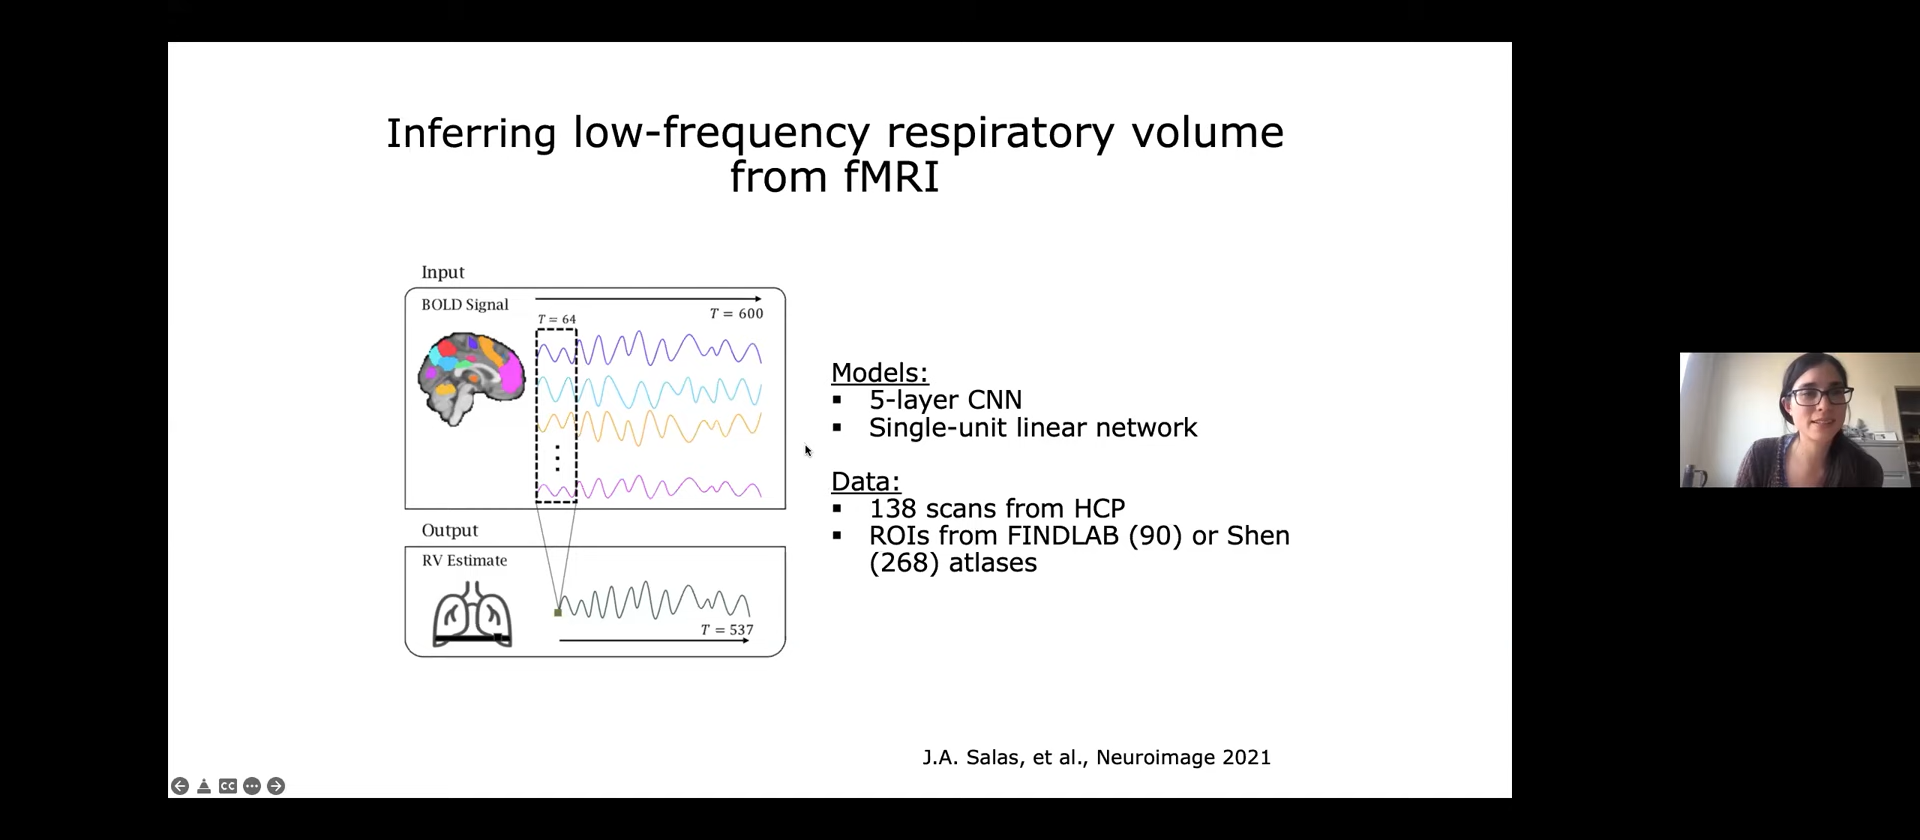 Inferring low-frequency respiratory volume
from fMRI
Input
BOLD Signal
T = 600
T = 64
Output
RV Estimate
T = 537
Models:
▪ 5-layer CNN
▪ Single-unit linear network
Data:
▪ 138 scans from HCP
▪ ROIs from FINDLAB (90) or Shen
(268) atlases
J.A. Salas, et al., Neuroimage 2021
CC